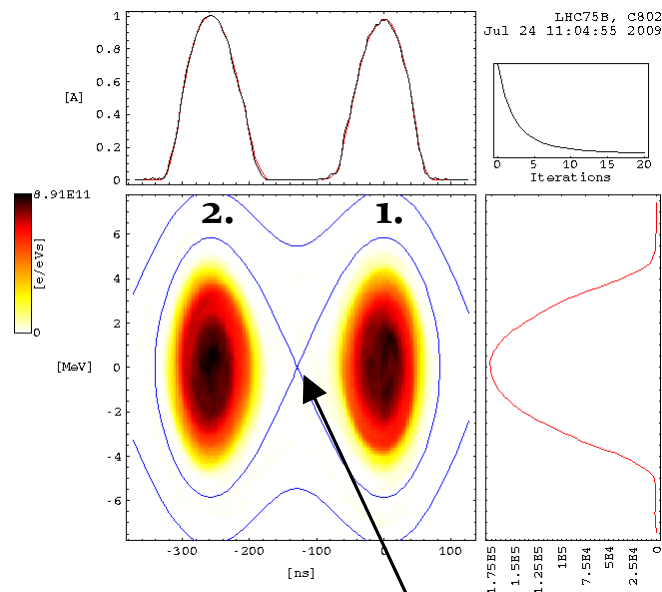 LHC75B, C802
Jul 24 11:04:55 2009
[A]
1
0.8
0.6
0.4
0.2
0
0 5 10 15 20
Iterations
8.91E11
[e/eVs]
0
2. 1.
[MeV]
6
4
2
0
-2
-4
-6
-300 -200 -100 0 100
[ns]
1.75E5
1.5E5
1.25E5
1E5
7.5E4
5E4
2.5E4
0